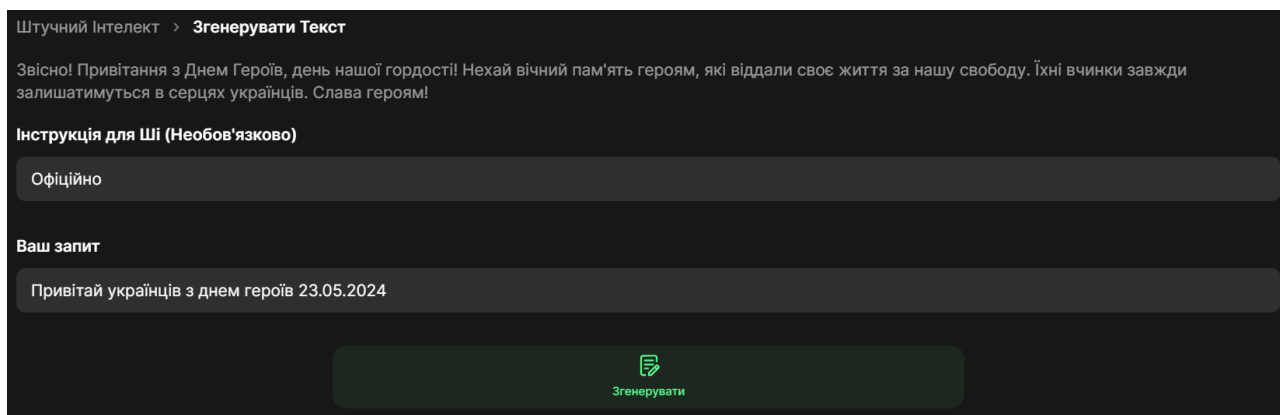 Штучний Інтелект > Згенерувати Текст
Звісно! Привітання з Днем Героїв, день нашої гордості! Нехай вічний пам'ять героям, які віддали своє життя за нашу свободу. Їхні вчинки завжди
залишатимуться в серцях українців. Слава героям!
Інструкція для Ші (Необов'язково)
Офіційно
Ваш запит
Привітай українців з днем героїв 23.05.2024
Згенерувати